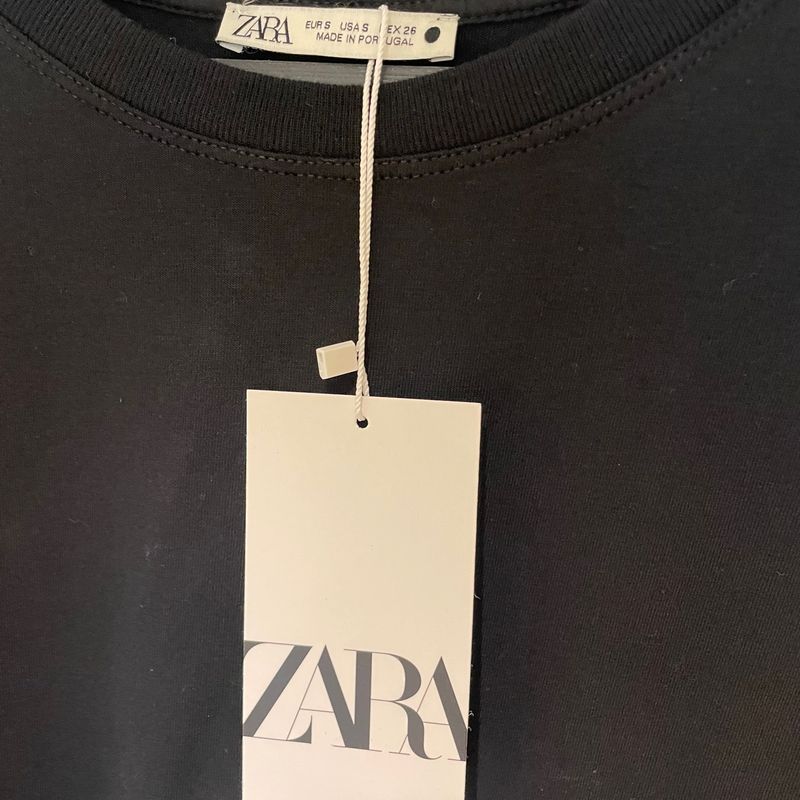 ZARA EUR S USA S MEX 26
MADE IN PORTUGAL
ZARA